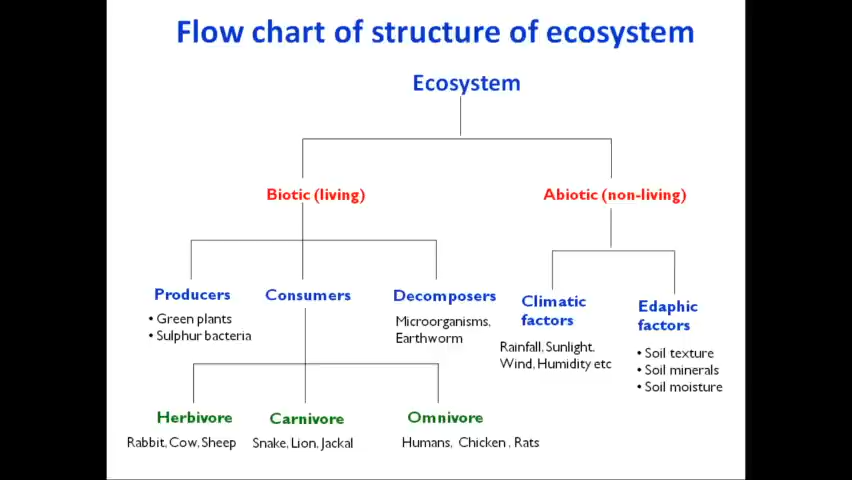 Flow chart of structure of ecosystem
Ecosystem
Biotic (living)
Abiotic (non-living)
Producers
• Green plants
• Sulphur bacteria
Consumers
Decomposers
Microorganisms,
Earthworm
Climatic
factors
Rainfall, Sunlight,
Wind, Humidity etc
Edaphic
factors
• Soil texture
• Soil minerals
• Soil moisture
Herbivore
Rabbit, Cow, Sheep
Carnivore
Snake, Lion, Jackal
Omnivore
Humans, Chicken , Rats